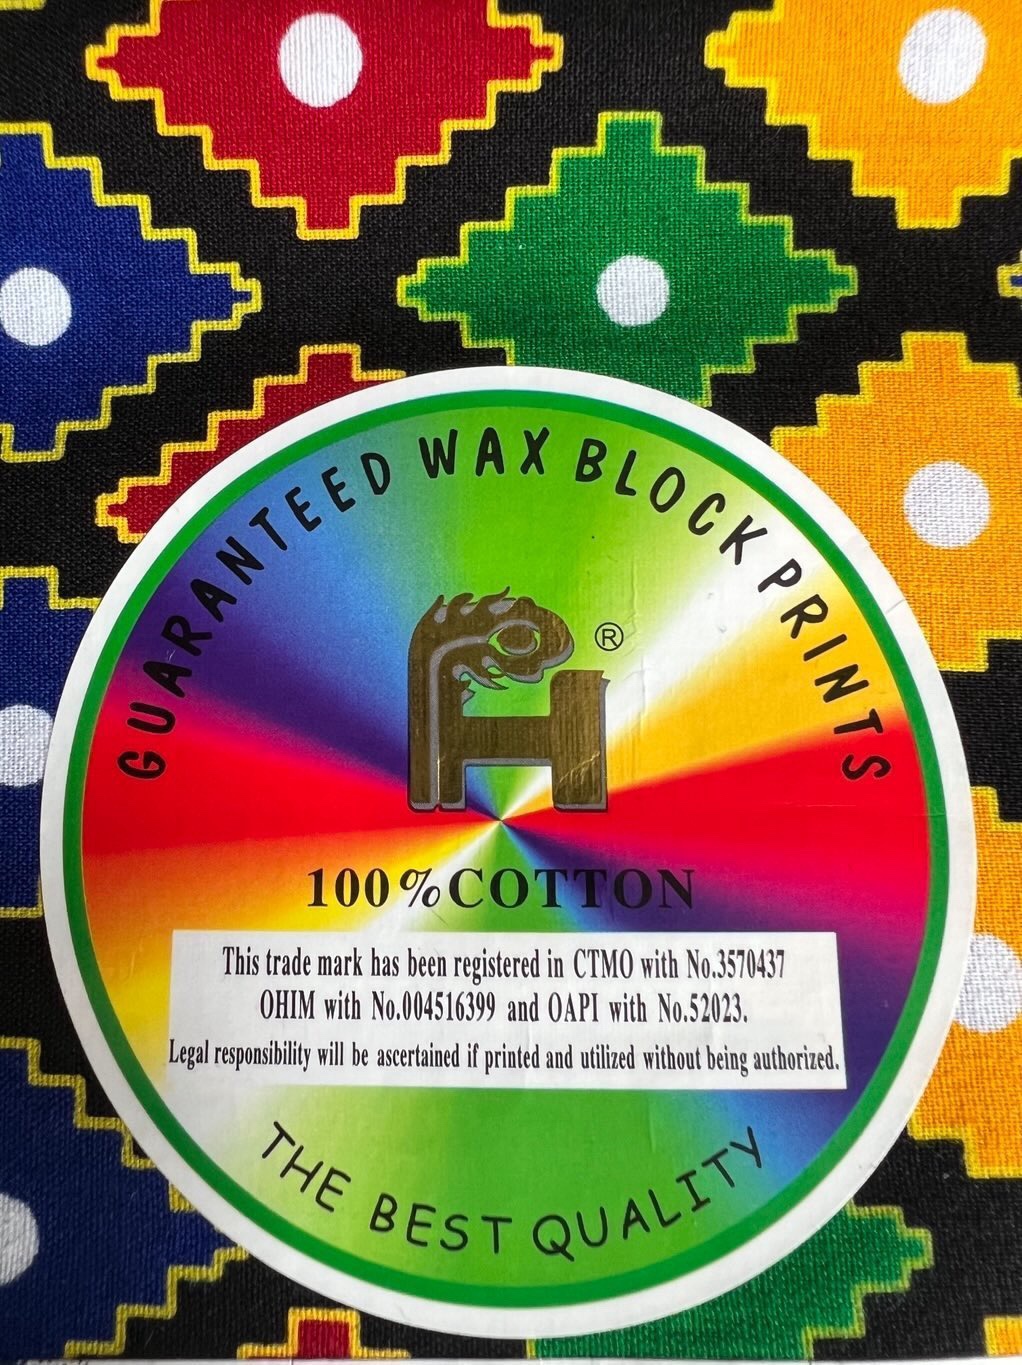 GUARANTEED WAX BLOCK PRINTS
H®
100%COTTON
This trade mark has been registered in CTMO with No.3570437
OHIM with No.004516399 and OAPI with No.52023.
Legal responsibility will be ascertained if printed and utilized without being authorized.
THE BEST QUALITY